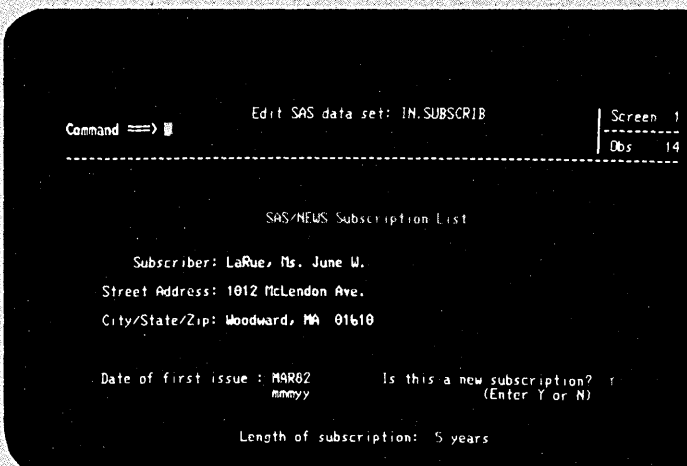 Edit SAS data set: IN.SUBSCRIB
Screen 1
Command ===>
Obs 14
SAS/NEWS Subscription List
Subscriber: LaRue, Ms. June W.
Street Address: 1012 McLendon Ave.
City/State/Zip: Woodward, MA 01610
Date of first issue : MAR82 Is this a new subscription?
mmmyy (Enter Y or N)
Length of subscription: 5 years